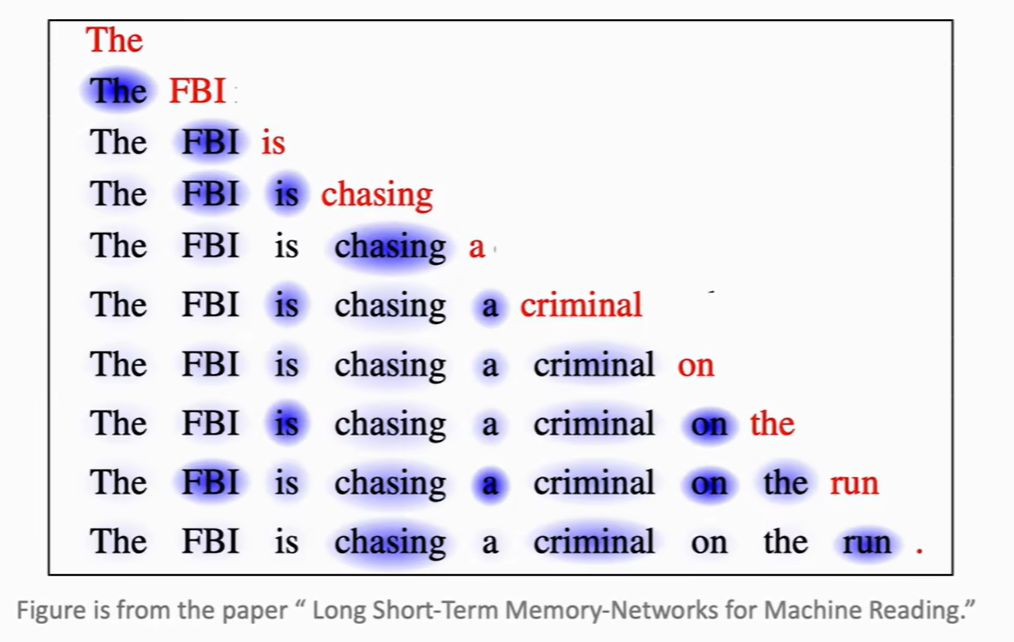 The
The FBI
The FBI is
The FBI is chasing
The FBI is chasing a
The FBI is chasing a criminal
The FBI is chasing a criminal on
The FBI is chasing a criminal on the
The FBI is chasing a criminal on the run
The FBI is chasing a criminal on the run .
Figure is from the paper “ Long Short-Term Memory-Networks for Machine Reading.”